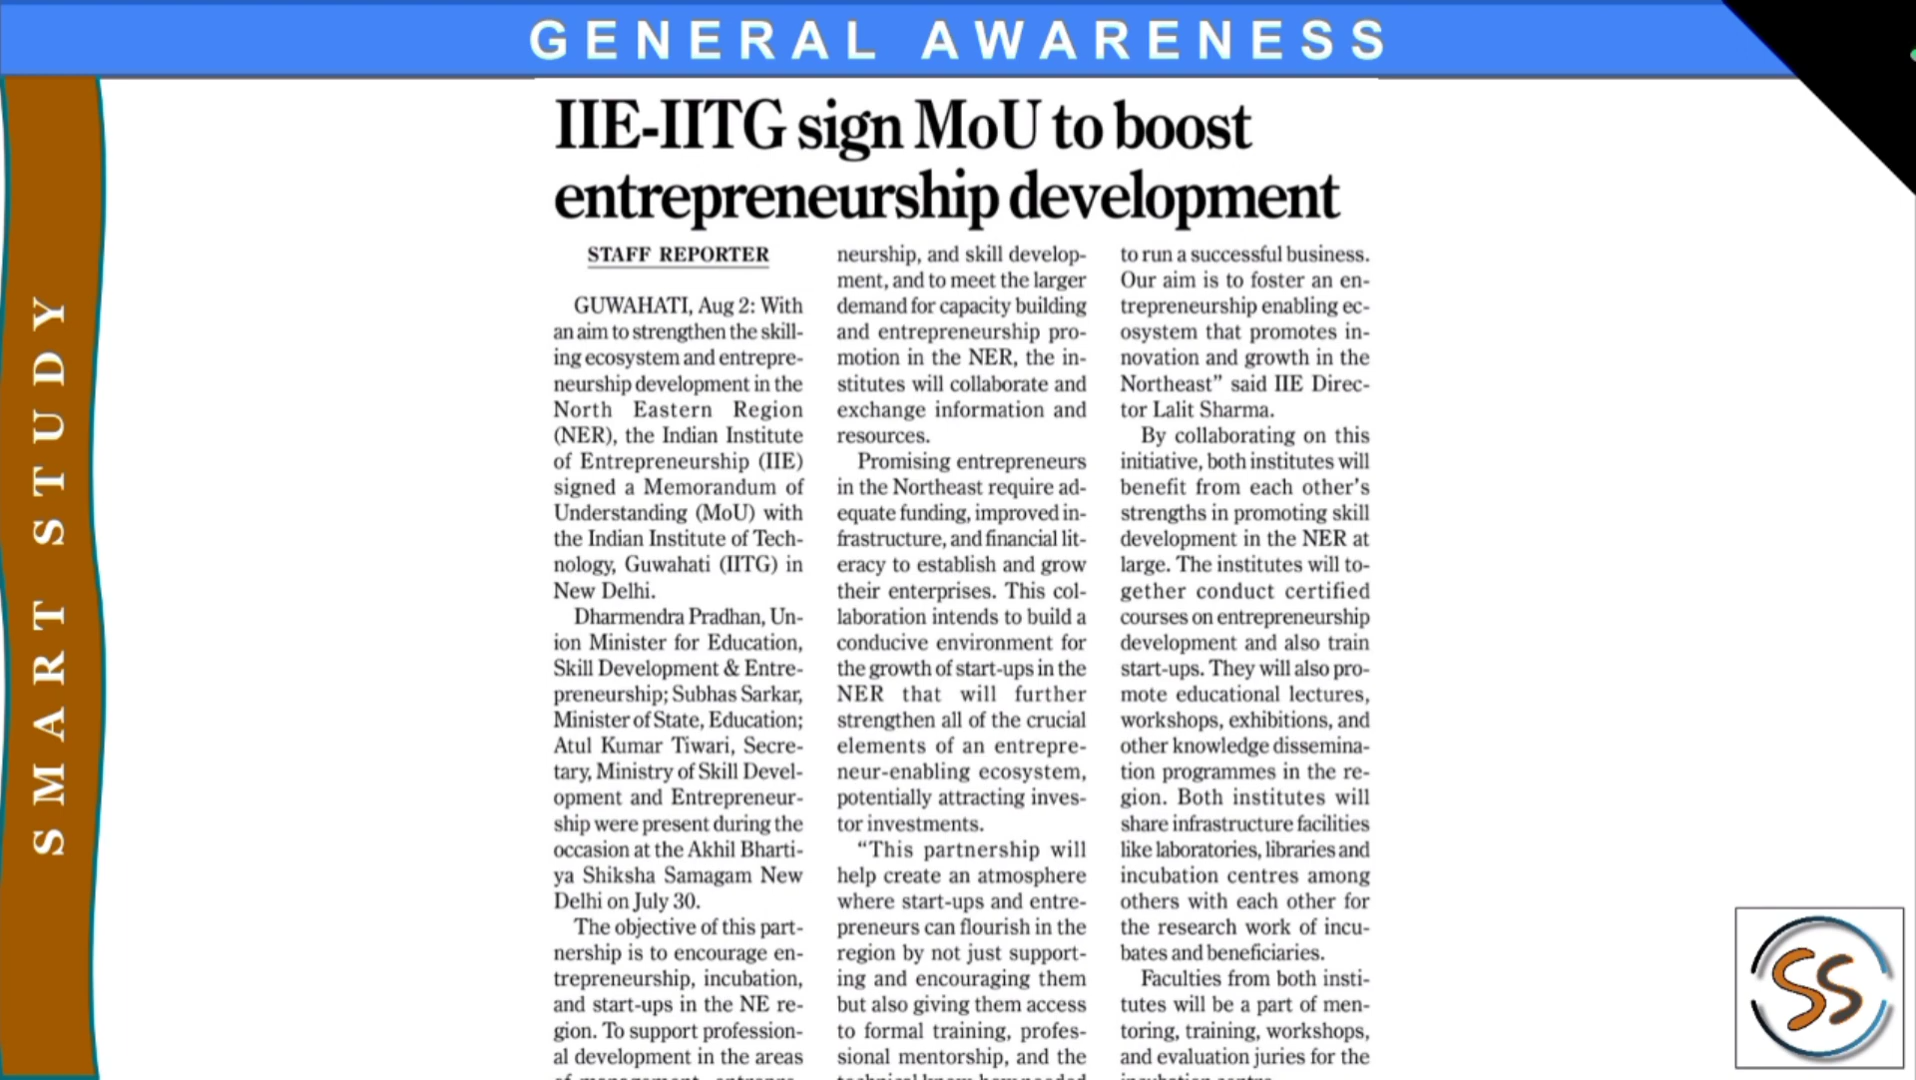 GENERAL AWARENESS
SMART STUDY
IIE-IITG sign MoU to boost
entrepreneurship development
STAFF REPORTER
GUWAHATI, Aug 2: With
an aim to strengthen the skill-
ing ecosystem and entrepre-
neurship development in the
North Eastern Region
(NER), the Indian Institute
of Entrepreneurship (IIE)
signed a Memorandum of
Understanding (MoU) with
the Indian Institute of Tech-
nology, Guwahati (IITG) in
New Delhi.
Dharmendra Pradhan, Un-
ion Minister for Education,
Skill Development & Entre-
preneurship; Subhas Sarkar,
Minister of State, Education;
Atul Kumar Tiwari, Secre-
tary, Ministry of Skill Devel-
opment and Entrepreneur-
ship were present during the
occasion at the Akhil Bharti-
ya Shiksha Samagam New
Delhi on July 30.
The objective of this part-
nership is to encourage en-
trepreneurship, incubation,
and start-ups in the NE re-
gion. To support profession-
al development in the areas
neurship, and skill develop-
ment, and to meet the larger
demand for capacity building
and entrepreneurship pro-
motion in the NER, the in-
stitutes will collaborate and
exchange information and
resources.
Promising entrepreneurs
in the Northeast require ad-
equate funding, improved in-
frastructure, and financial lit-
eracy to establish and grow
their enterprises. This col-
laboration intends to build a
conducive environment for
the growth of start-ups in the
NER that will further
strengthen all of the crucial
elements of an entrepre-
neur-enabling ecosystem,
potentially attracting inves-
tor investments.
“This partnership will
help create an atmosphere
where start-ups and entre-
preneurs can flourish in the
region by not just support-
ing and encouraging them
but also giving them access
to formal training, profes-
sional mentorship, and the
to run a successful business.
Our aim is to foster an en-
trepreneurship enabling ec-
osystem that promotes in-
novation and growth in the
Northeast” said IIE Direc-
tor Lalit Sharma.
By collaborating on this
initiative, both institutes will
benefit from each other’s
strengths in promoting skill
development in the NER at
large. The institutes will to-
gether conduct certified
courses on entrepreneurship
development and also train
start-ups. They will also pro-
mote educational lectures,
workshops, exhibitions, and
other knowledge dissemina-
tion programmes in the re-
gion. Both institutes will
share infrastructure facilities
like laboratories, libraries and
incubation centres among
others with each other for
the research work of incu-
bates and beneficiaries.
Faculties from both insti-
tutes will be a part of men-
toring, training, workshops,
and evaluation juries for the
SS